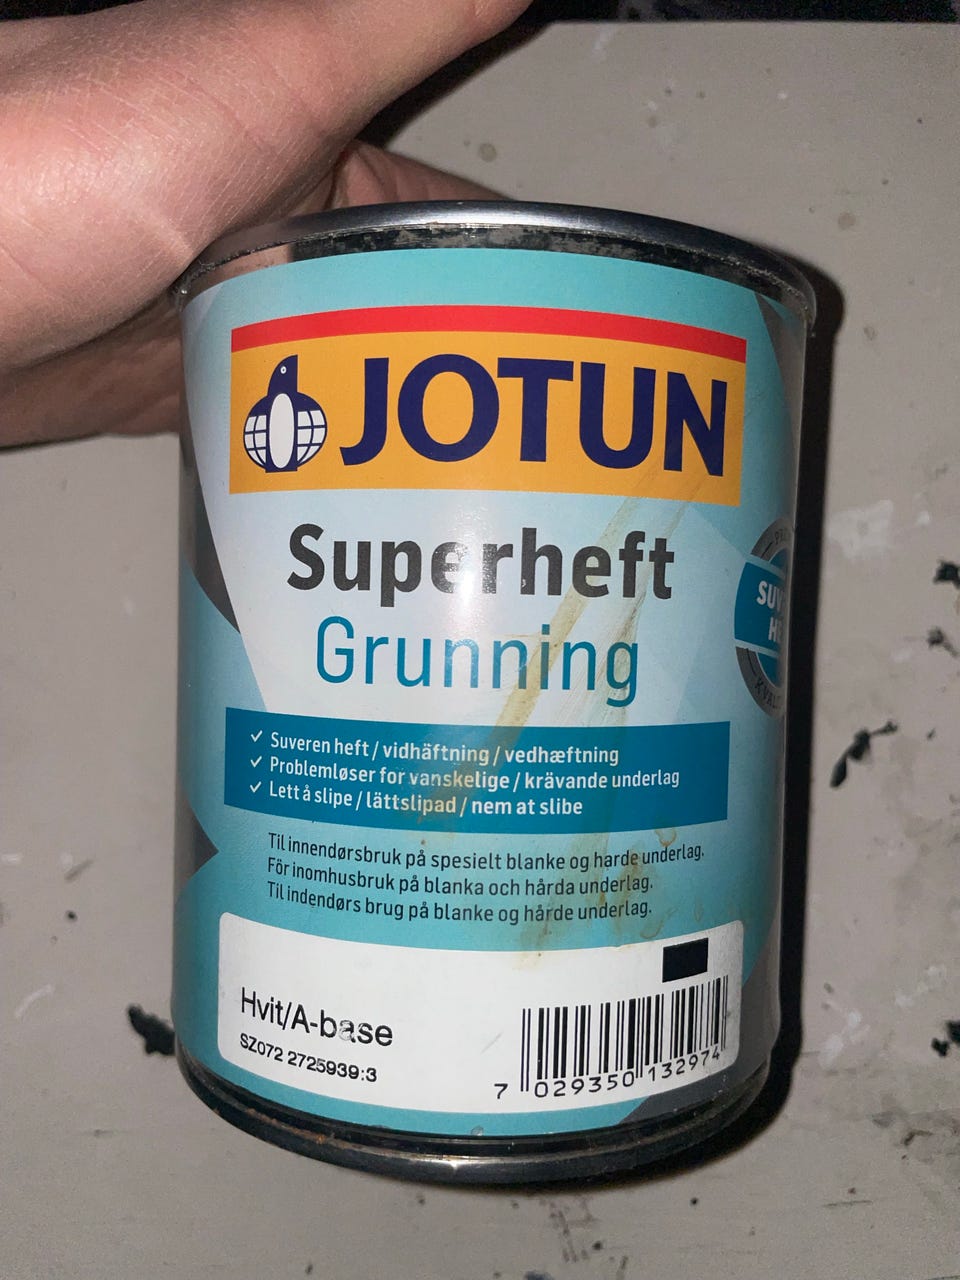 JOTUN
Superheft
Grunning
Suveren heft / vidhäftning / vedhæftning
Problemløser for vanskelige / krävande underlag
Lett å slipe / lättslipad / nem at slibe
Til innendørsbruk på spesielt blanke og harde underlag.
För inomhusbruk på blanka och hårda underlag.
Til indendørs brug på blanke og hårde underlag.
Hvit/A-base
SZ072 2725939:3
7 029350 132974